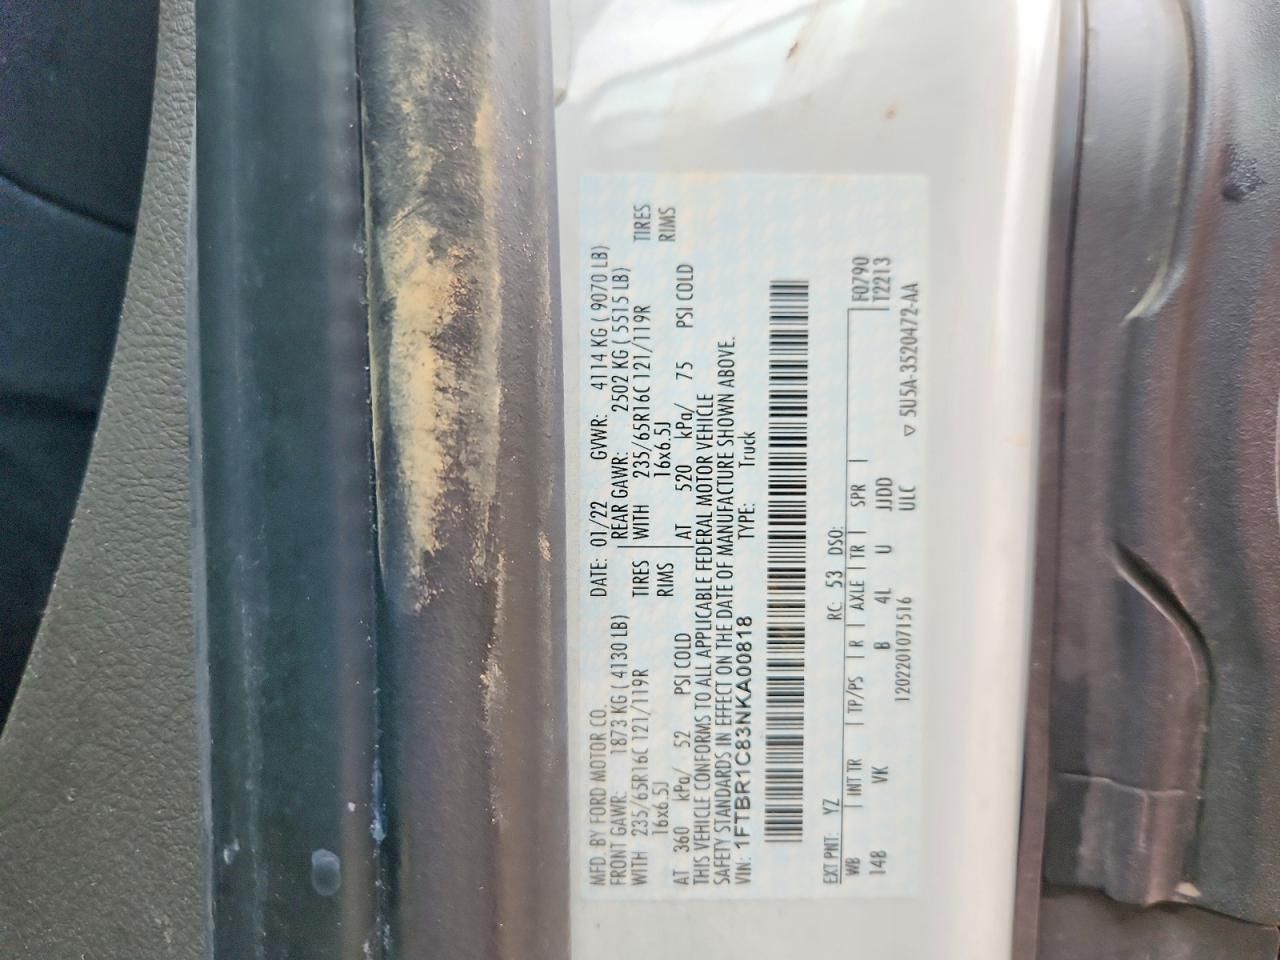 MFD. BY FORD MOTOR CO. DATE: 01/22 GVWR: 4114 KG ( 9070 LB)
FRONT GAWR: 1873 KG ( 4130 LB) REAR GAWR: 2502 KG ( 5515 LB)
WITH 235/65R16C 121/119R TIRES WITH 235/65R16C 121/119R TIRES
16x6.5J RIMS 16x6.5J RIMS
AT 360 kPa/ 52 PSI COLD AT 520 kPa/ 75 PSI COLD
THIS VEHICLE CONFORMS TO ALL APPLICABLE FEDERAL MOTOR VEHICLE
SAFETY STANDARDS IN EFFECT ON THE DATE OF MANUFACTURE SHOWN ABOVE.
VIN: 1FTBR1C83NKA00818 TYPE: Truck
EXT PNT: YZ RC: 53 DSO:
WB INT TR TP/PS R AXLE TR SPR F0790
148 VK B 4L U JJDD T2213
120220107151 6 ULC ▽ 5U5A-3520472-AA